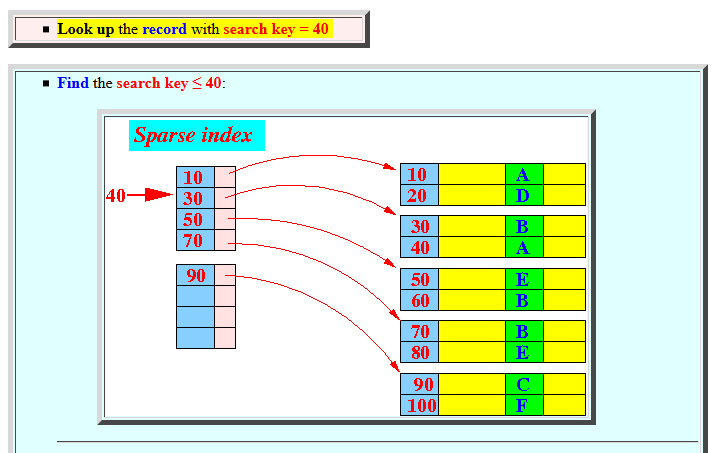 Look up the record with search key = 40
Find the search key ≤ 40:
Sparse index
10
30
50
70
90
40
10 A
20 D
30 B
40 A
50 E
60 B
70 B
80 E
90 C
100 F